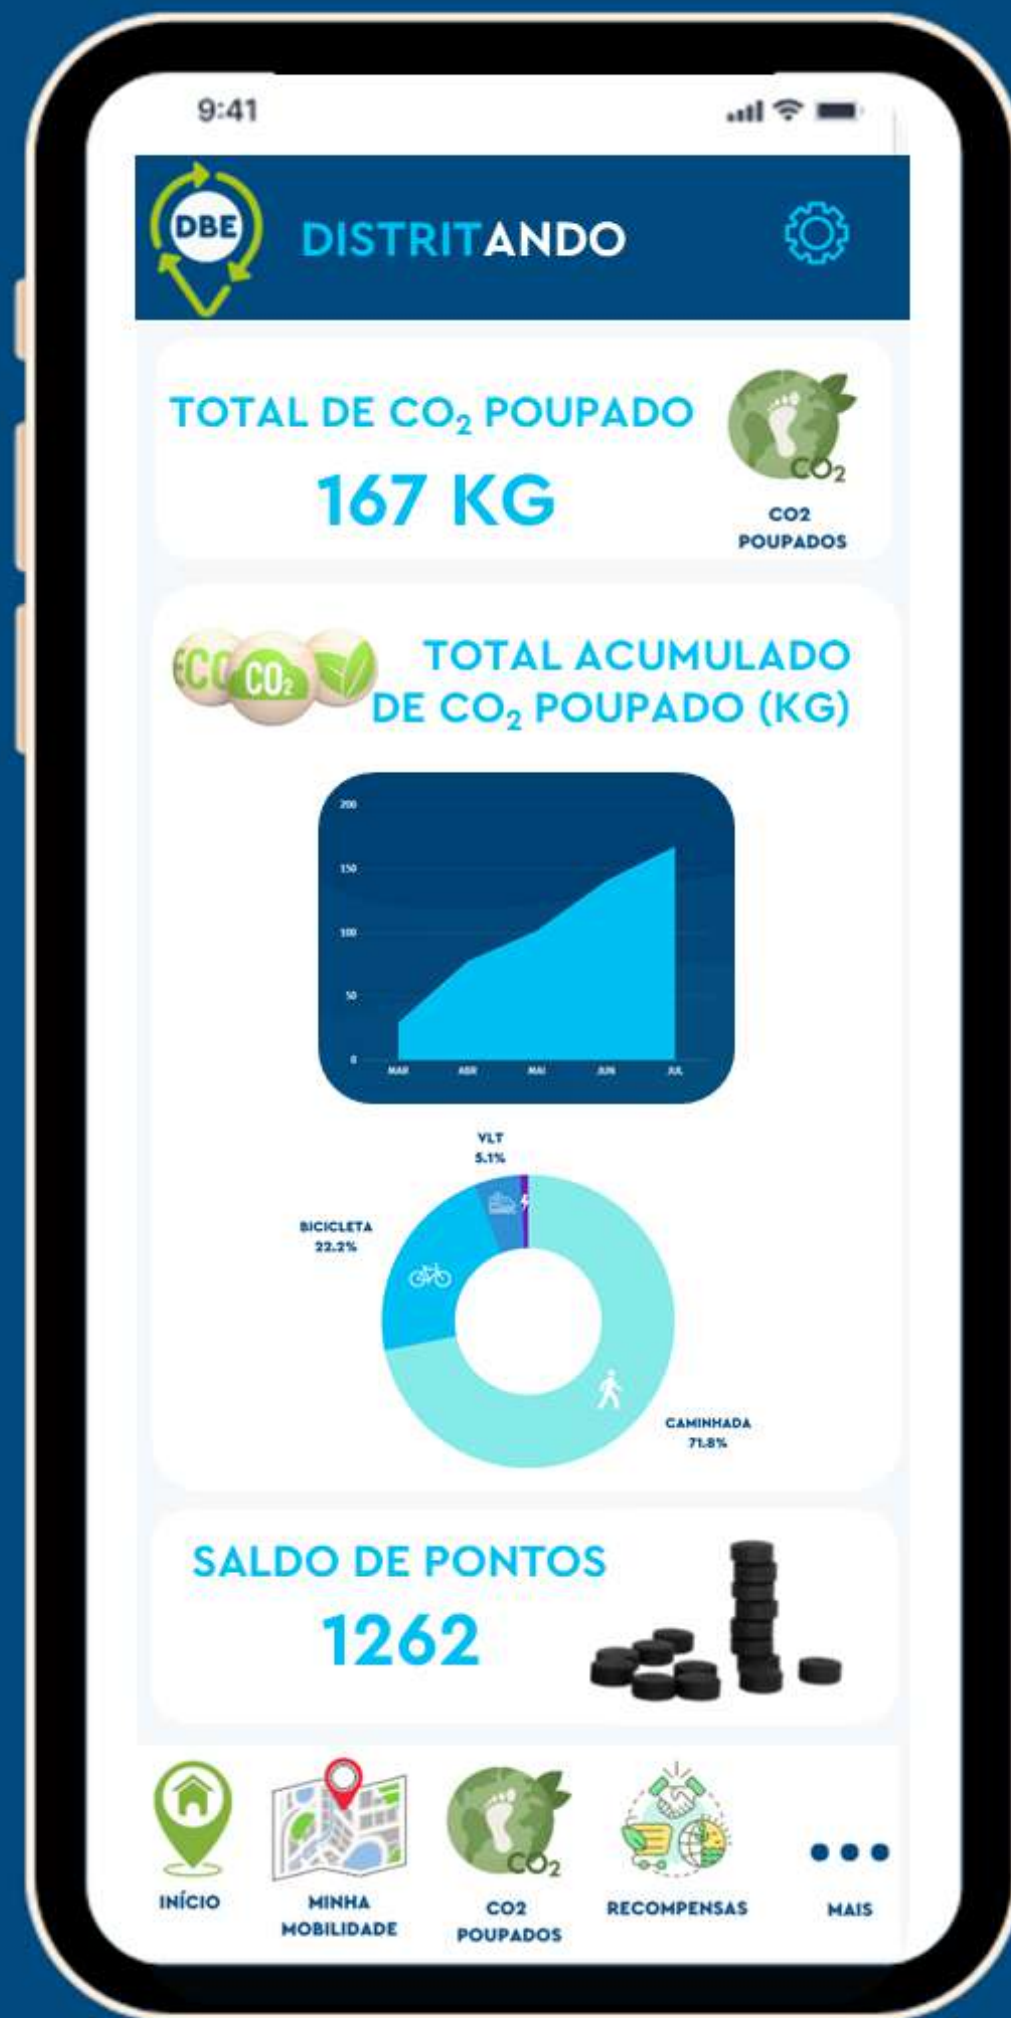 9:41
DBE
DISTRITANDO
TOTAL DE CO₂ POUPADO
167 KG
CO2
CO2
POUPADOS
ECO
CO2
TOTAL ACUMULADO
DE CO₂ POUPADO (KG)
200
150
100
50
0
MAR ABR MAI JUN JUL
VLT
5.1%
BICICLETA
22.2%
CAMINHADA
71.8%
SALDO DE PONTOS
1262
CO2
INÍCIO
MINHA
MOBILIDADE
CO2
POUPADOS
RECOMPENSAS
MAIS